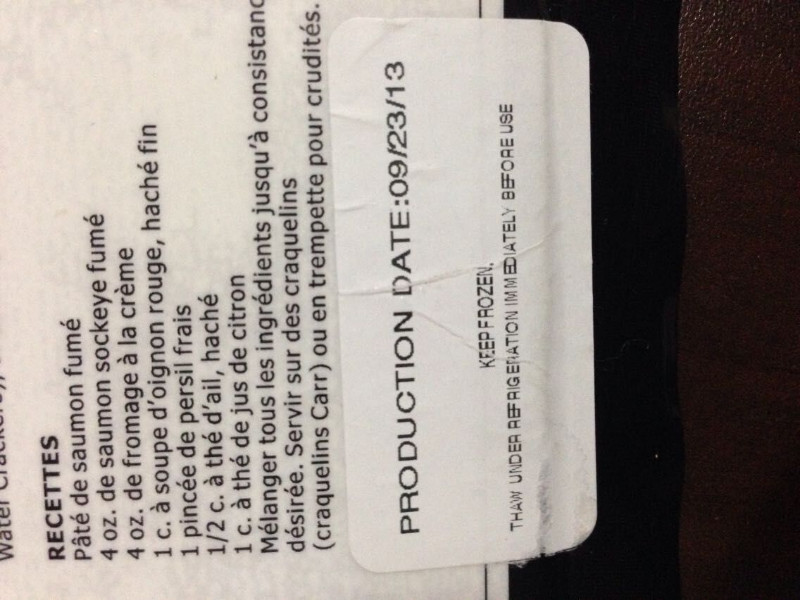 Water Crackers),
RECETTES
Pâté de saumon fumé
4 oz. de saumon sockeye fumé
4 oz. de fromage à la crème
1 c. à soupe d'oignon rouge, haché fin
1 pincée de persil frais
1/2 c. à thé d'ail, haché
1 c. à thé de jus de citron
Mélanger tous les ingrédients jusqu'à consistanc
désirée. Servir sur des craquelins
(craquelins Carr) ou en trempette pour crudités.
PRODUCTION DATE:09/23/13
KEEP FROZEN.
THAW UNDER REFRIGERATION IMMEDIATELY BEFORE USE